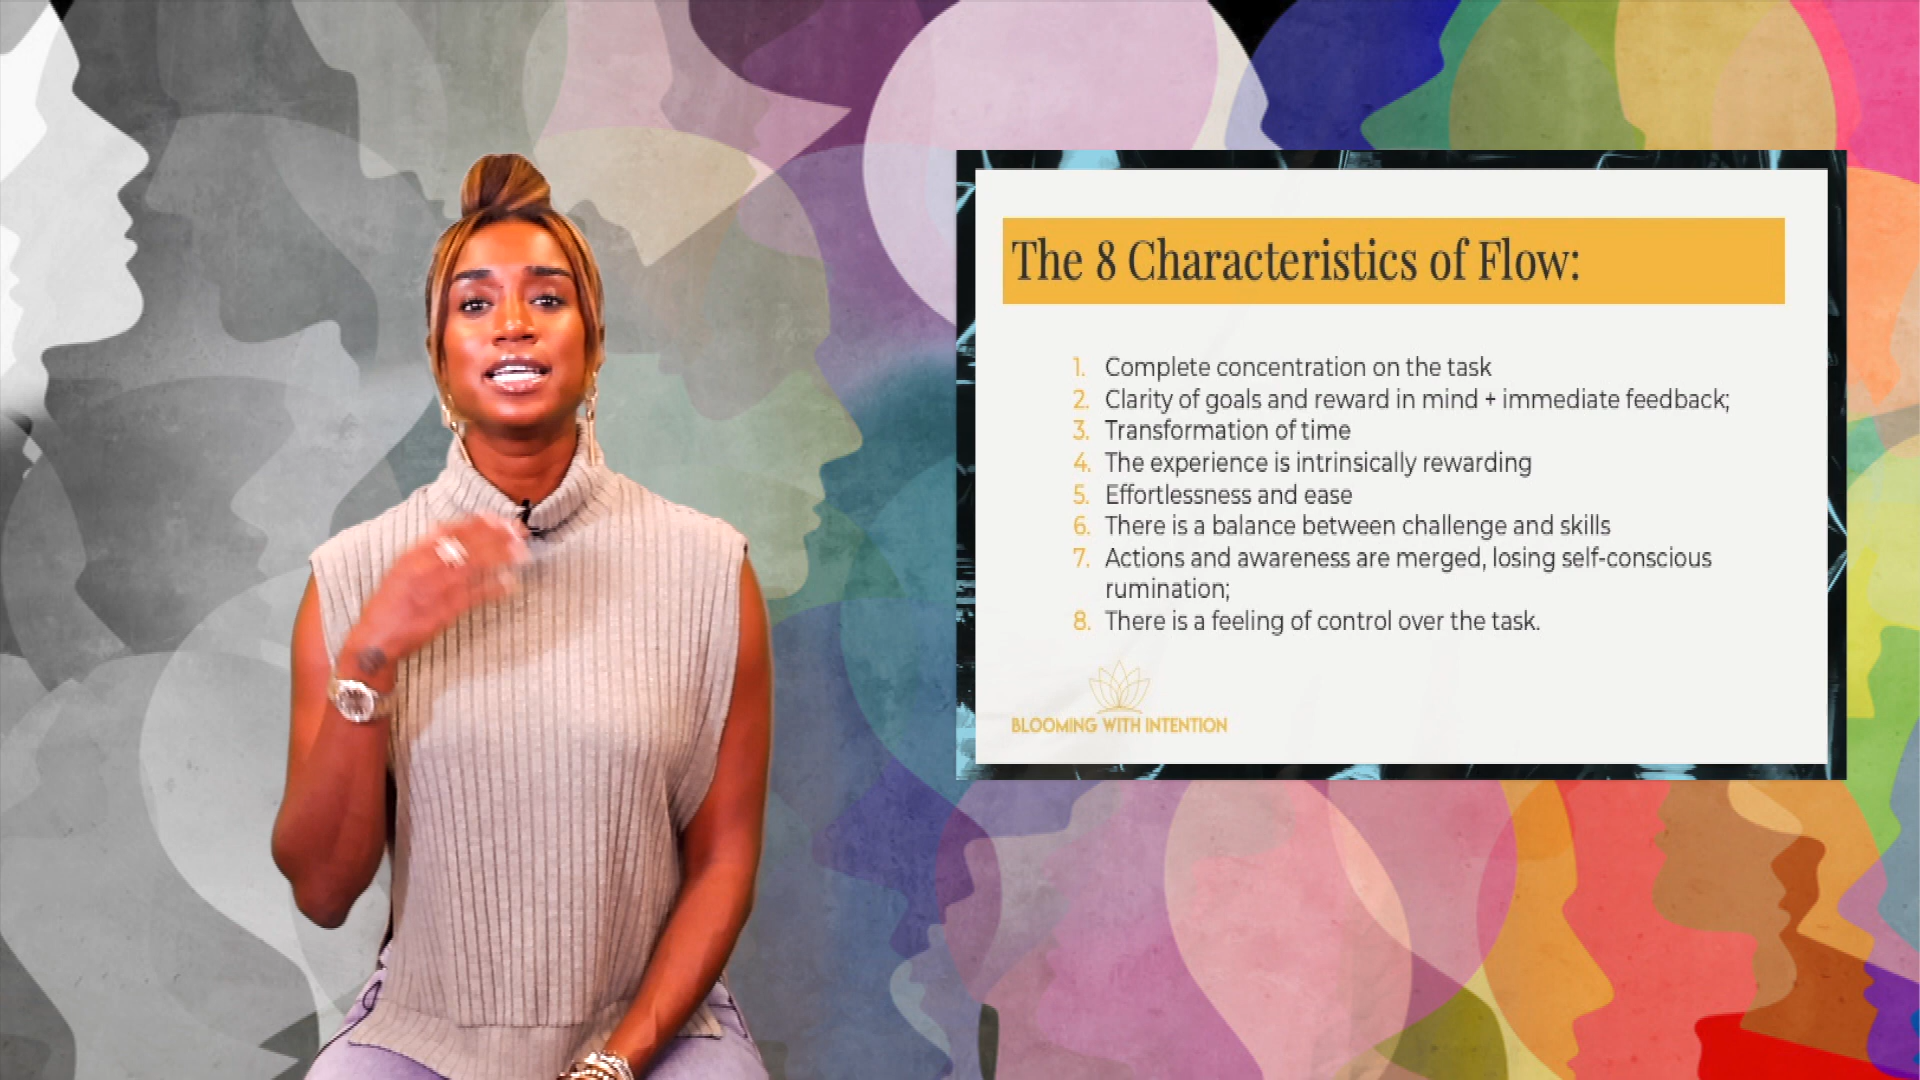 The 8 Characteristics of Flow:
1. Complete concentration on the task
2. Clarity of goals and reward in mind + immediate feedback;
3. Transformation of time
4. The experience is intrinsically rewarding
5. Effortlessness and ease
6. There is a balance between challenge and skills
7. Actions and awareness are merged, losing self-conscious
rumination;
8. There is a feeling of control over the task.
BLOOMING WITH INTENTION